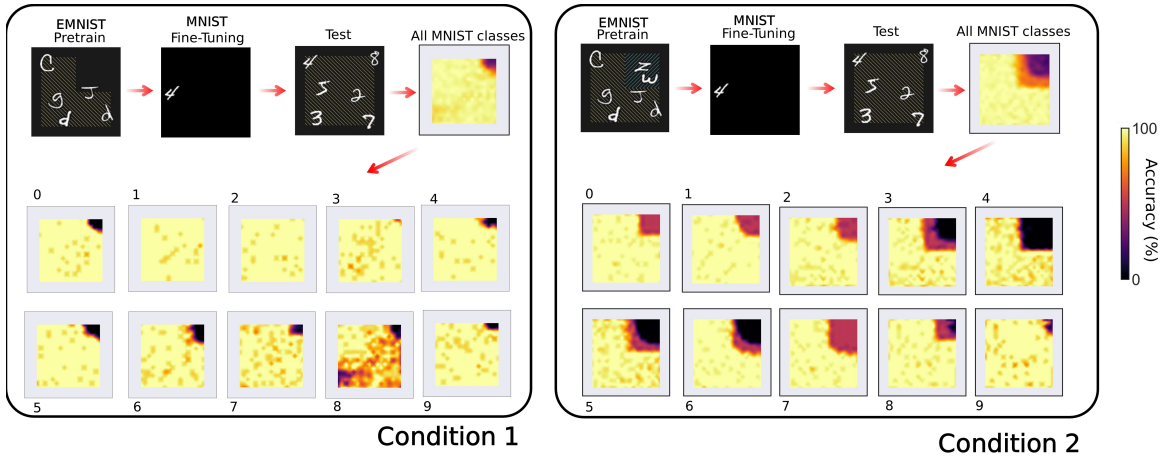 EMNIST
Pretrain
MNIST
Fine-Tuning
Test
All MNIST classes
C
g
J
d
d
4
4
8
5
2
3
7
0
1
2
3
4
5
6
7
8
9
Condition 1
EMNIST
Pretrain
MNIST
Fine-Tuning
Test
All MNIST classes
C
Z
W
g
J
d
d
4
4
8
5
2
3
7
0
1
2
3
4
5
6
7
8
9
Condition 2
100
Accuracy (%)
0